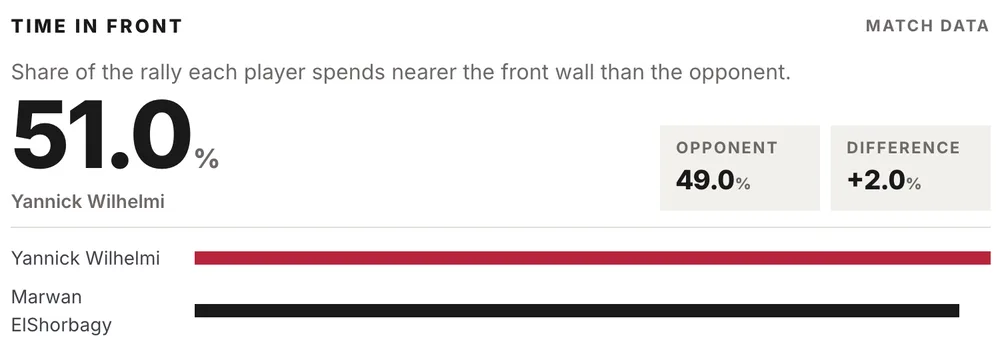 TIME IN FRONT
MATCH DATA
Share of the rally each player spends nearer the front wall than the opponent.
51.0%
Yannick Wilhelmi
OPPONENT
49.0%
DIFFERENCE
+2.0%
Yannick Wilhelmi
Marwan
ElShorbagy